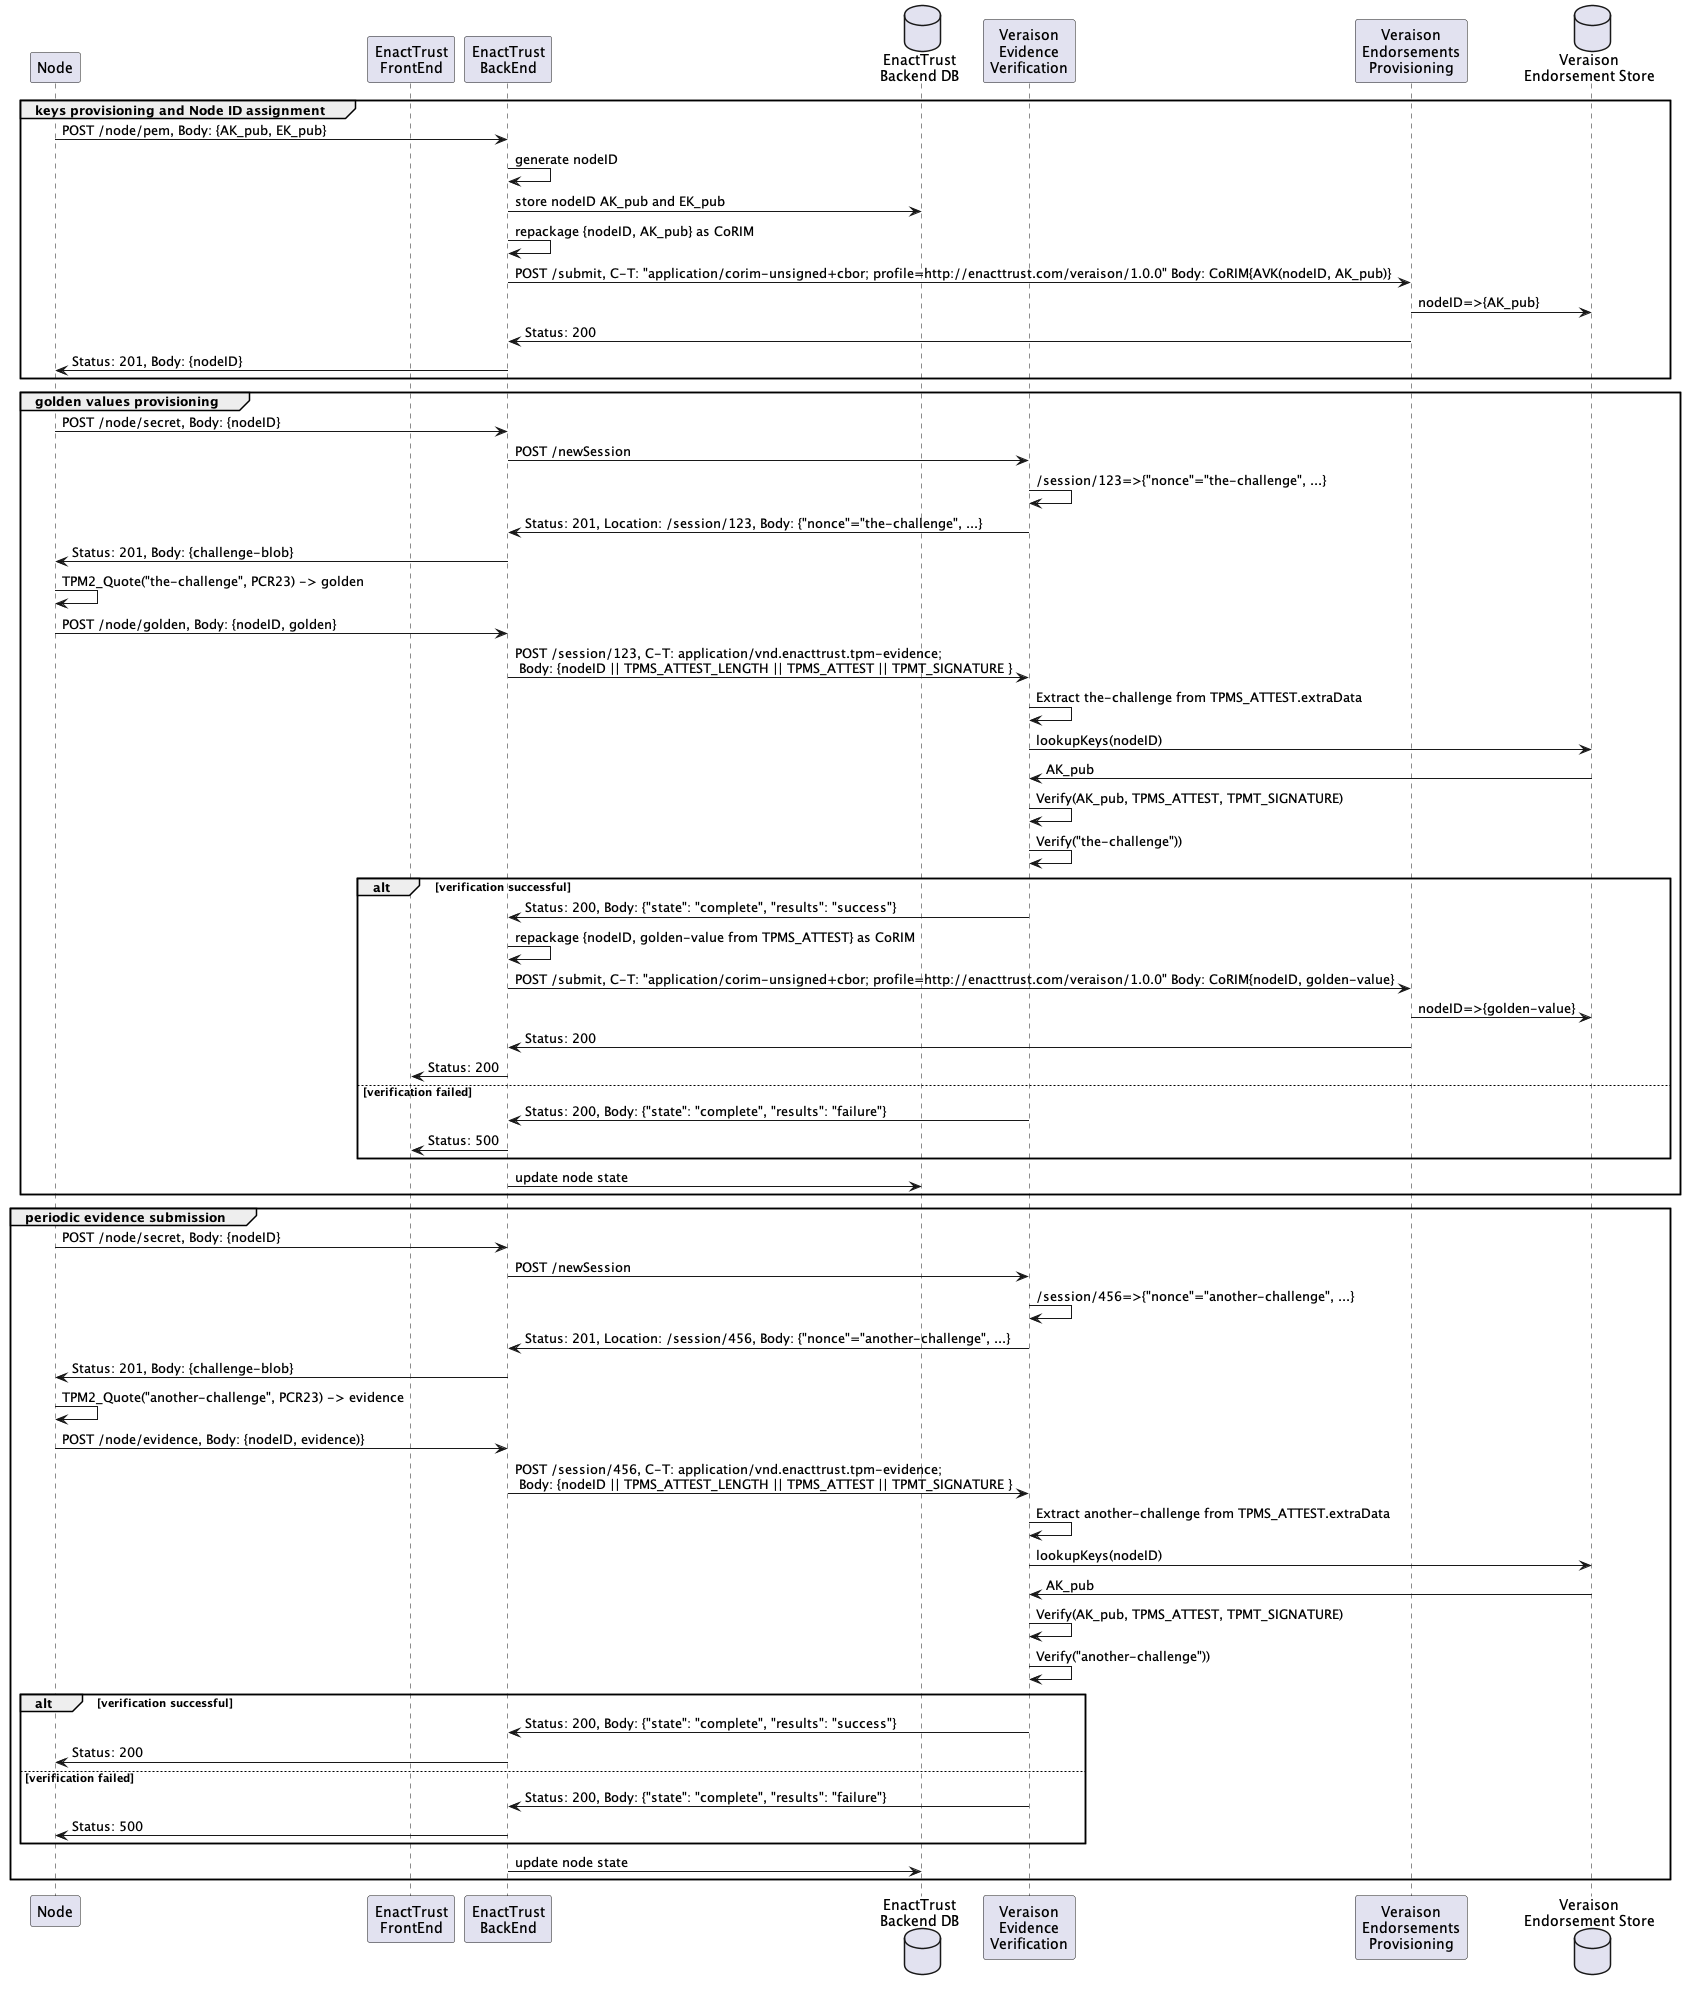 Node
EnactTrust
FrontEnd
EnactTrust
BackEnd
EnactTrust
Backend DB
Veraison
Evidence
Verification
Veraison
Endorsements
Provisioning
Veraison
Endorsement Store
keys provisioning and Node ID assignment
POST /node/pem, Body: {AK_pub, EK_pub}
generate nodeID
store nodeID AK_pub and EK_pub
repackage {nodeID, AK_pub} as CoRIM
POST /submit, C-T: "application/corim-unsigned+cbor; profile=http://enacttrust.com/veraison/1.0.0" Body: CoRIM{AVK(nodeID, AK_pub)}
nodeID=>{AK_pub}
Status: 200
Status: 201, Body: {nodeID}
golden values provisioning
POST /node/secret, Body: {nodeID}
POST /newSession
/session/123=>{"nonce"="the-challenge", ...}
Status: 201, Location: /session/123, Body: {"nonce"="the-challenge", ...}
Status: 201, Body: {challenge-blob}
TPM2_Quote("the-challenge", PCR23) -> golden
POST /node/golden, Body: {nodeID, golden}
POST /session/123, C-T: application/vnd.enacttrust.tpm-evidence;
Body: {nodeID || TPMS_ATTEST_LENGTH || TPMS_ATTEST || TPMT_SIGNATURE }
Extract the-challenge from TPMS_ATTEST.extraData
lookupKeys(nodeID)
AK_pub
Verify(AK_pub, TPMS_ATTEST, TPMT_SIGNATURE)
Verify("the-challenge"))
alt [verification successful]
Status: 200, Body: {"state": "complete", "results": "success"}
repackage {nodeID, golden-value from TPMS_ATTEST} as CoRIM
POST /submit, C-T: "application/corim-unsigned+cbor; profile=http://enacttrust.com/veraison/1.0.0" Body: CoRIM{nodeID, golden-value}
nodeID=>{golden-value}
Status: 200
Status: 200
[verification failed]
Status: 200, Body: {"state": "complete", "results": "failure"}
Status: 500
update node state
periodic evidence submission
POST /node/secret, Body: {nodeID}
POST /newSession
/session/456=>{"nonce"="another-challenge", ...}
Status: 201, Location: /session/456, Body: {"nonce"="another-challenge", ...}
Status: 201, Body: {challenge-blob}
TPM2_Quote("another-challenge", PCR23) -> evidence
POST /node/evidence, Body: {nodeID, evidence)}
POST /session/456, C-T: application/vnd.enacttrust.tpm-evidence;
Body: {nodeID || TPMS_ATTEST_LENGTH || TPMS_ATTEST || TPMT_SIGNATURE }
Extract another-challenge from TPMS_ATTEST.extraData
lookupKeys(nodeID)
AK_pub
Verify(AK_pub, TPMS_ATTEST, TPMT_SIGNATURE)
Verify("another-challenge"))
alt [verification successful]
Status: 200, Body: {"state": "complete", "results": "success"}
Status: 200
[verification failed]
Status: 200, Body: {"state": "complete", "results": "failure"}
Status: 500
update node state
Node
EnactTrust
FrontEnd
EnactTrust
BackEnd
EnactTrust
Backend DB
Veraison
Evidence
Verification
Veraison
Endorsements
Provisioning
Veraison
Endorsement Store